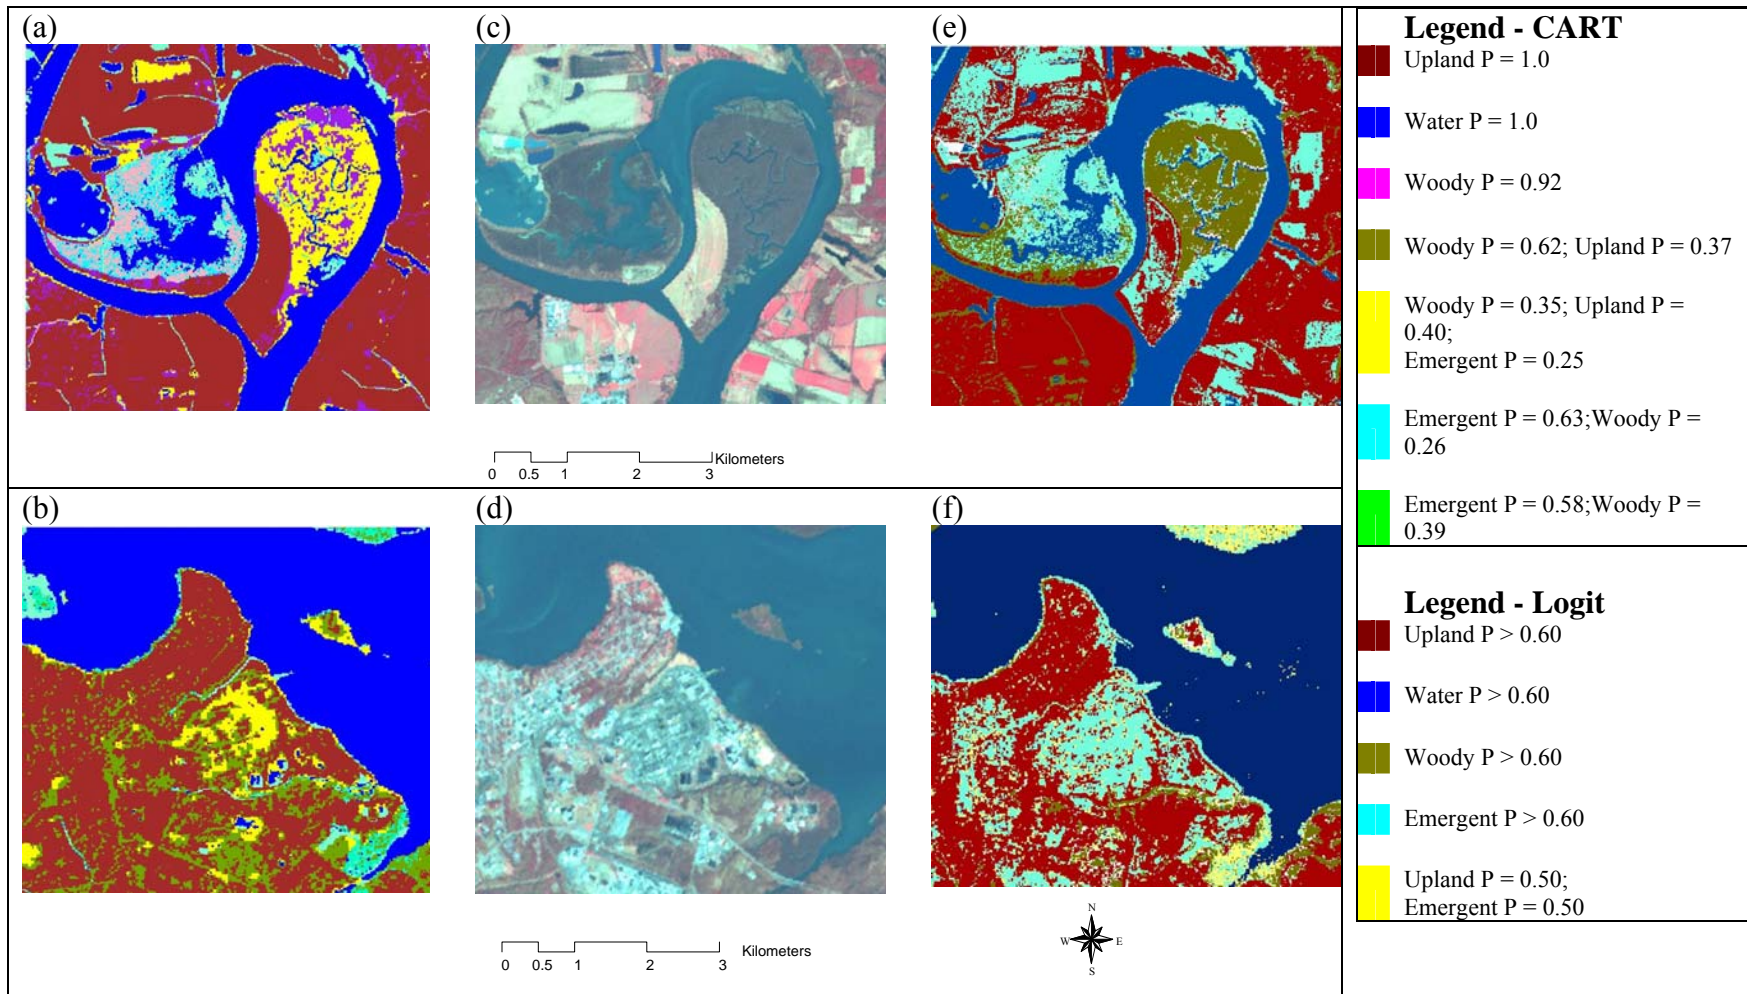 (a)
(c)
(e)
Kilometers
0 0.5 1 2 3
(b)
(d)
(f)
Kilometers
0 0.5 1 2 3
N
W E
S
Legend - CART
Upland P = 1.0
Water P = 1.0
Woody P = 0.92
Woody P = 0.62; Upland P = 0.37
Woody P = 0.35; Upland P =
0.40;
Emergent P = 0.25
Emergent P = 0.63;Woody P =
0.26
Emergent P = 0.58;Woody P =
0.39
Legend - Logit
Upland P > 0.60
Water P > 0.60
Woody P > 0.60
Emergent P > 0.60
Upland P = 0.50;
Emergent P = 0.50